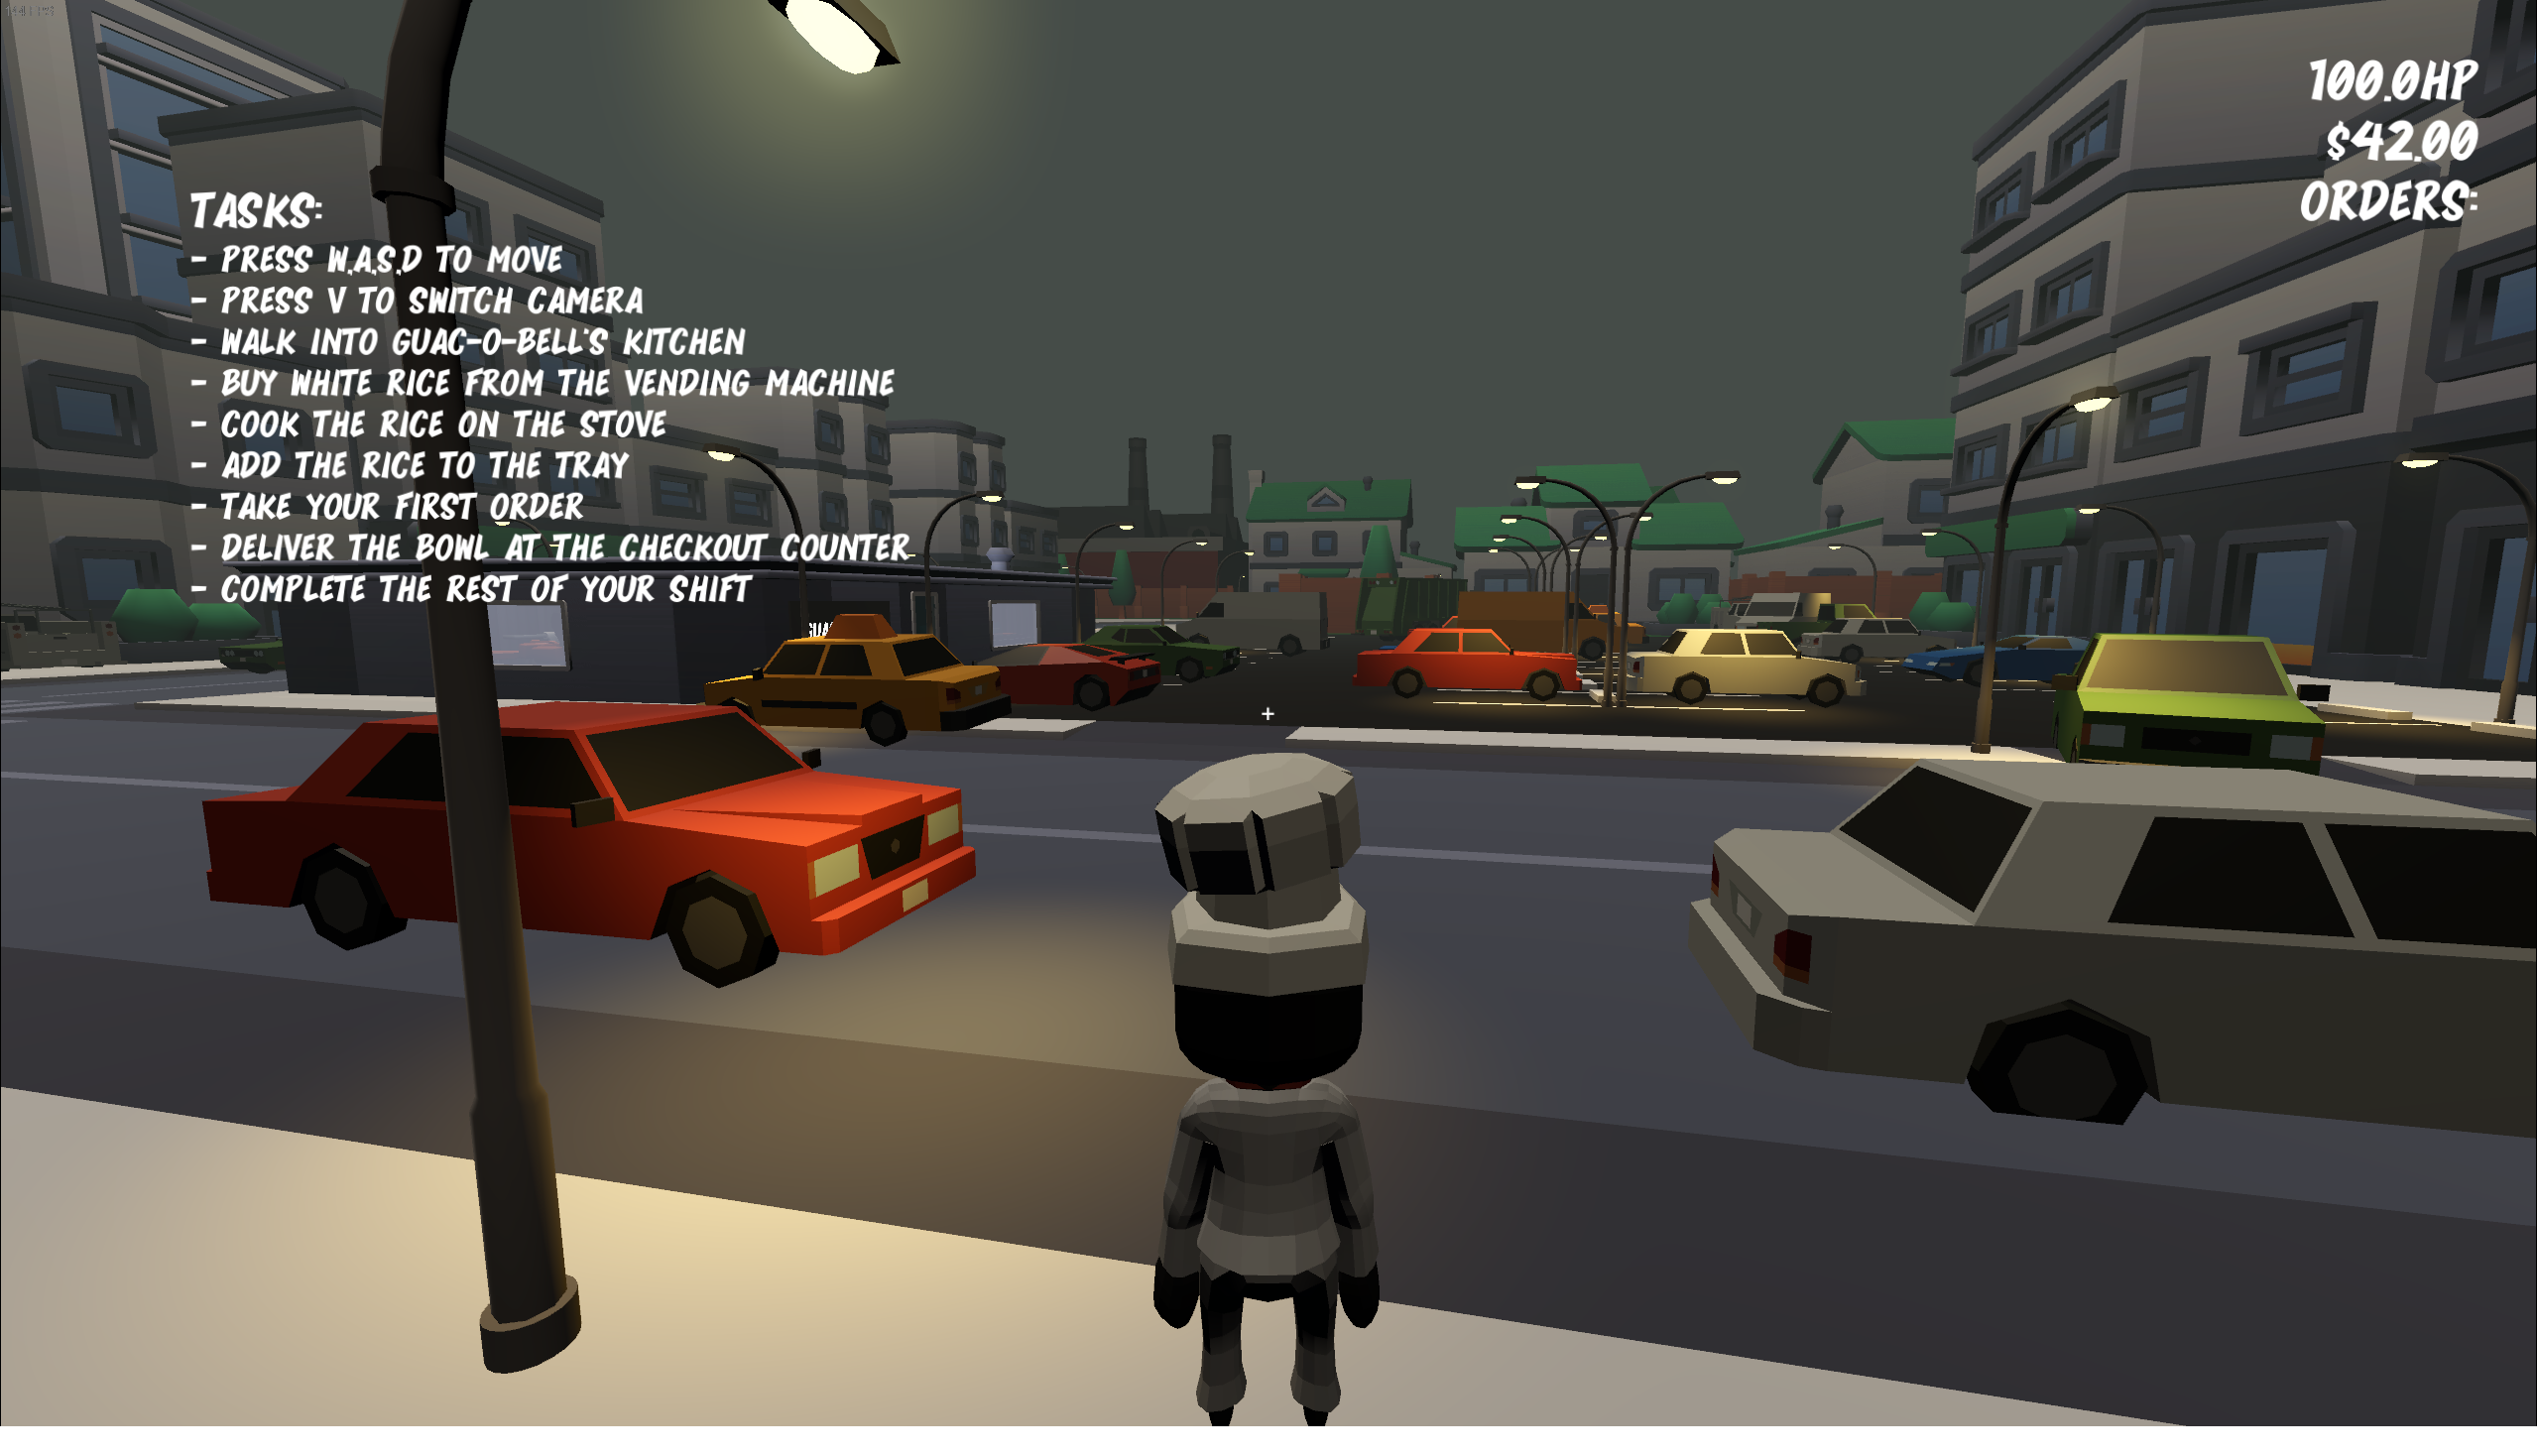 TASKS:
- PRESS W,A,S,D TO MOVE
- PRESS V TO SWITCH CAMERA
- WALK INTO GUAC-O-BELL'S KITCHEN
- BUY WHITE RICE FROM THE VENDING MACHINE
- COOK THE RICE ON THE STOVE
- ADD THE RICE TO THE TRAY
- TAKE YOUR FIRST ORDER
- DELIVER THE BOWL AT THE CHECKOUT COUNTER
- COMPLETE THE REST OF YOUR SHIFT
100.0HP
$42.00
ORDERS: